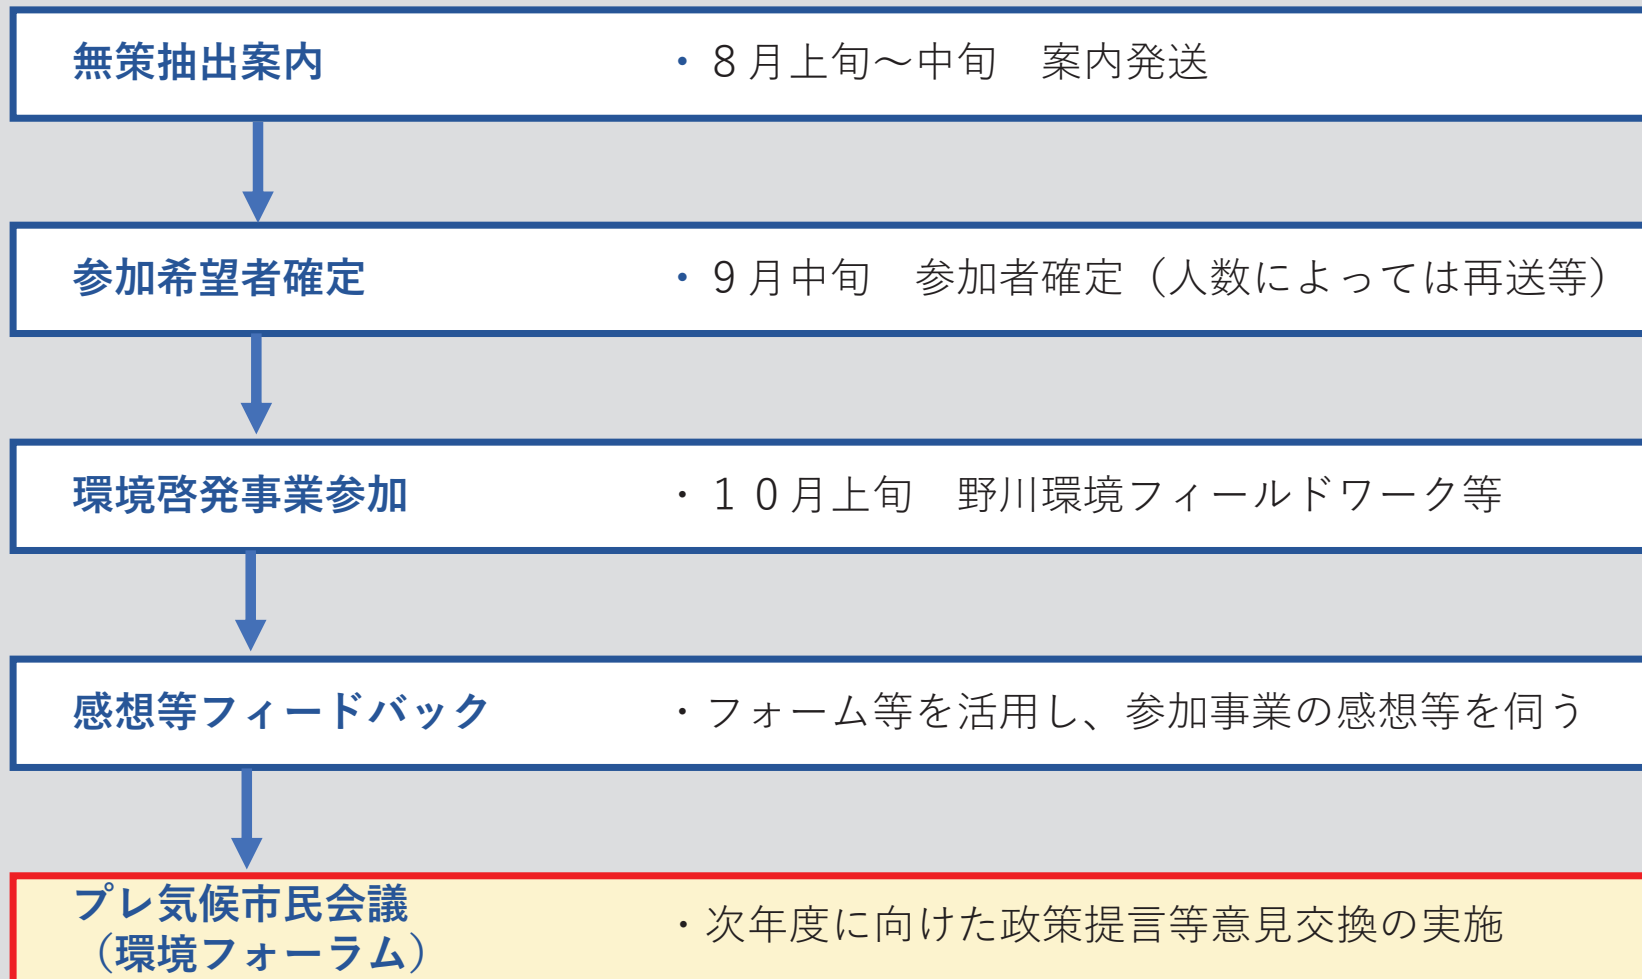 無策抽出案内
・８月上旬～中旬　案内発送
参加希望者確定
・９月中旬　参加者確定（人数によっては再送等）
環境啓発事業参加
・１０月上旬　野川環境フィールドワーク等
感想等フィードバック
・フォーム等を活用し、参加事業の感想等を伺う
プレ気候市民会議
（環境フォーラム）
・次年度に向けた政策提言等意見交換の実施